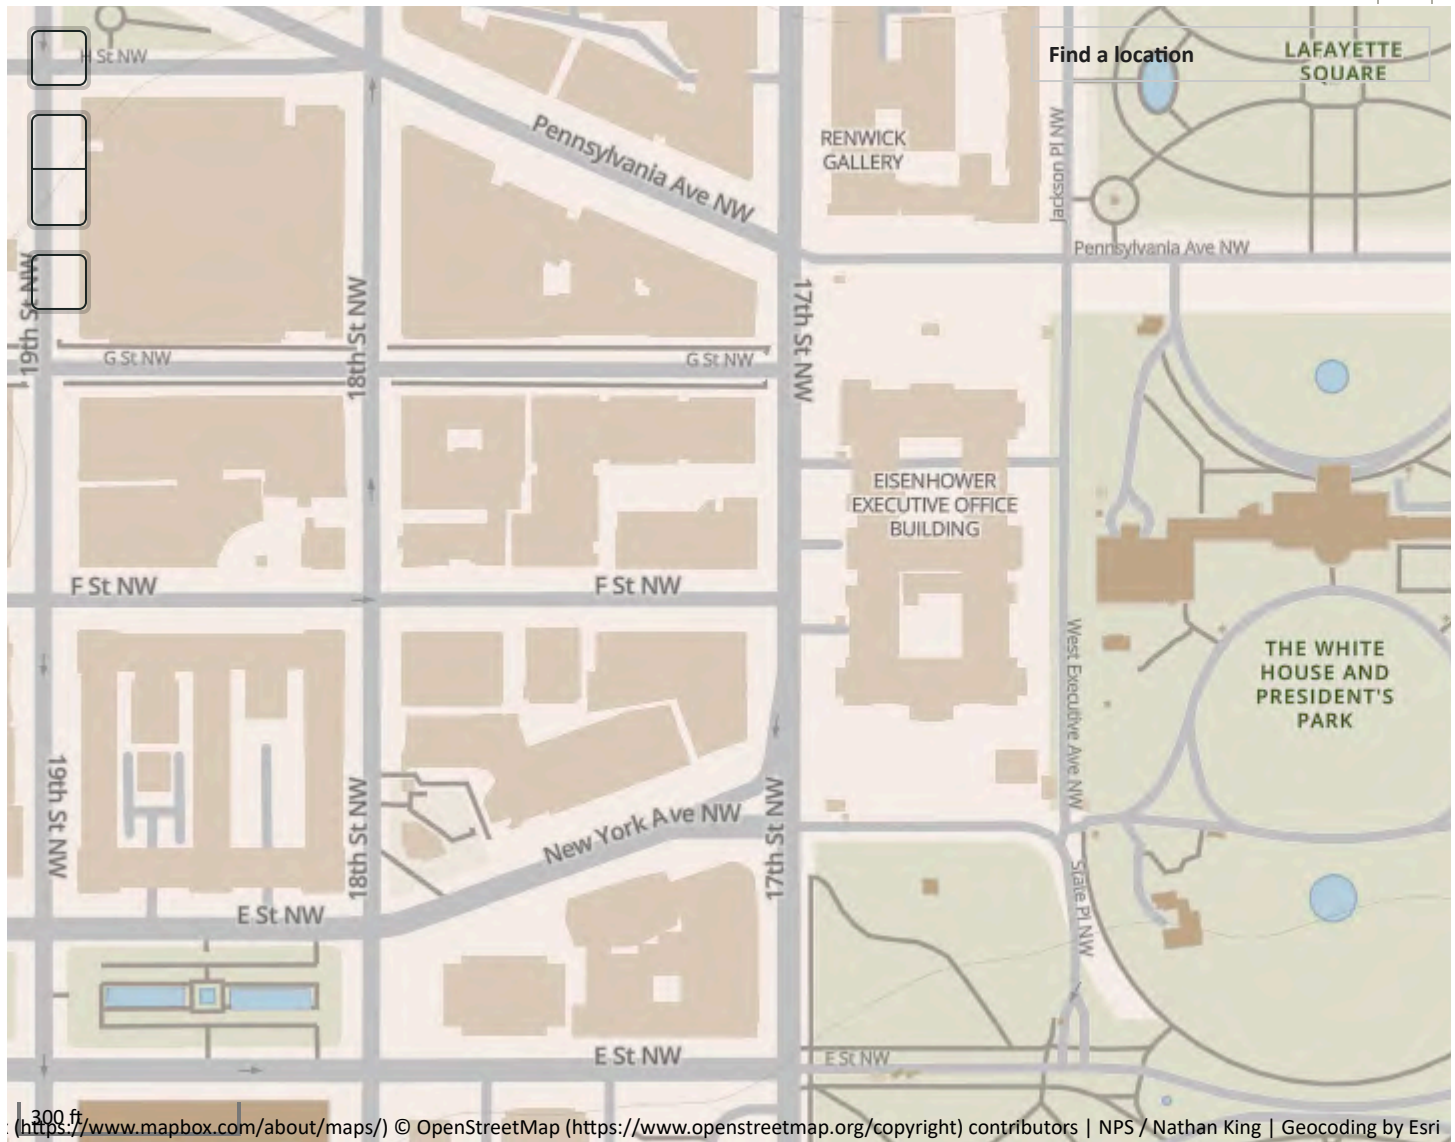 H St NW
Find a location
LAFAYETTE
SQUARE
Pennsylvania Ave NW
RENWICK
GALLERY
Jackson Pl NW
Pennsylvania Ave NW
19th St NW
18th St NW
17th St NW
G St NW
G St NW
EISENHOWER
EXECUTIVE OFFICE
BUILDING
F St NW
F St NW
West Executive Ave NW
THE WHITE
HOUSE AND
PRESIDENT'S
PARK
19th St NW
18th St NW
New York Ave NW
17th St NW
State Pl NW
E St NW
E St NW
E St NW
300 ft
(https://www.mapbox.com/about/maps/) © OpenStreetMap (https://www.openstreetmap.org/copyright) contributors | NPS / Nathan King | Geocoding by Esri